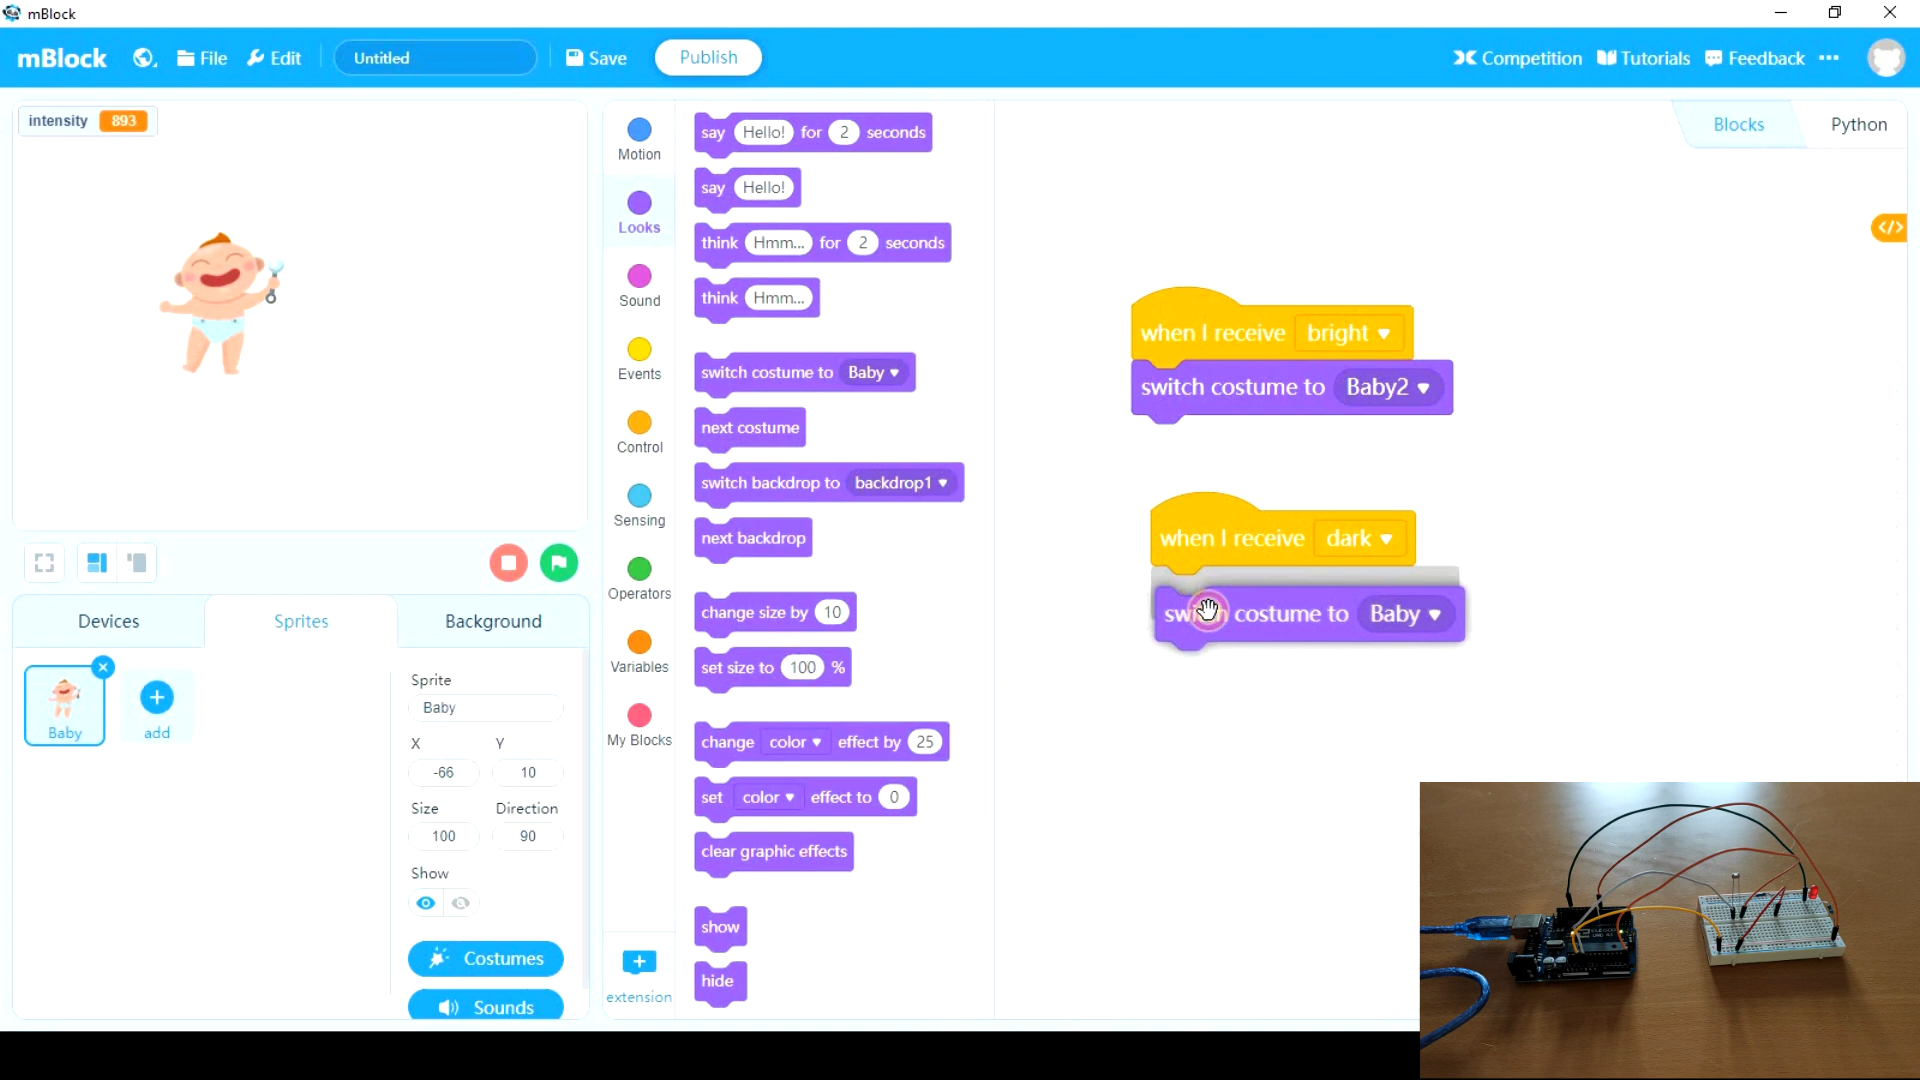 mBlock
mBlock
File
Edit
Untitled
Save
Publish
Competition
Tutorials
Feedback
intensity 893
Motion
Looks
Sound
Events
Control
Sensing
Operators
Variables
My Blocks
extension
say Hello! for 2 seconds
say Hello!
think Hmm... for 2 seconds
think Hmm...
switch costume to Baby
next costume
switch backdrop to backdrop1
next backdrop
change size by 10
set size to 100 %
change color effect by 25
set color effect to 0
clear graphic effects
show
hide
Blocks
Python
</>
when I receive bright
switch costume to Baby2
when I receive dark
switch costume to Baby
Devices
Sprites
Background
Baby
add
Sprite
Baby
X
Y
-66
10
Size
Direction
100
90
Show
Costumes
Sounds